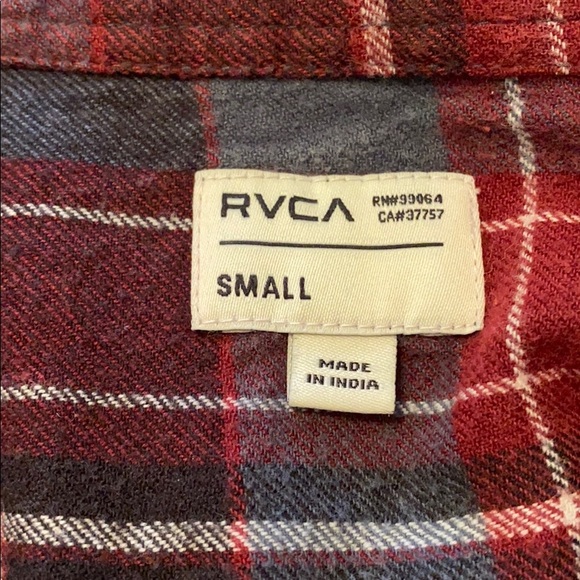 RVCA
RN#99064
CA#37757
SMALL
MADE
IN INDIA